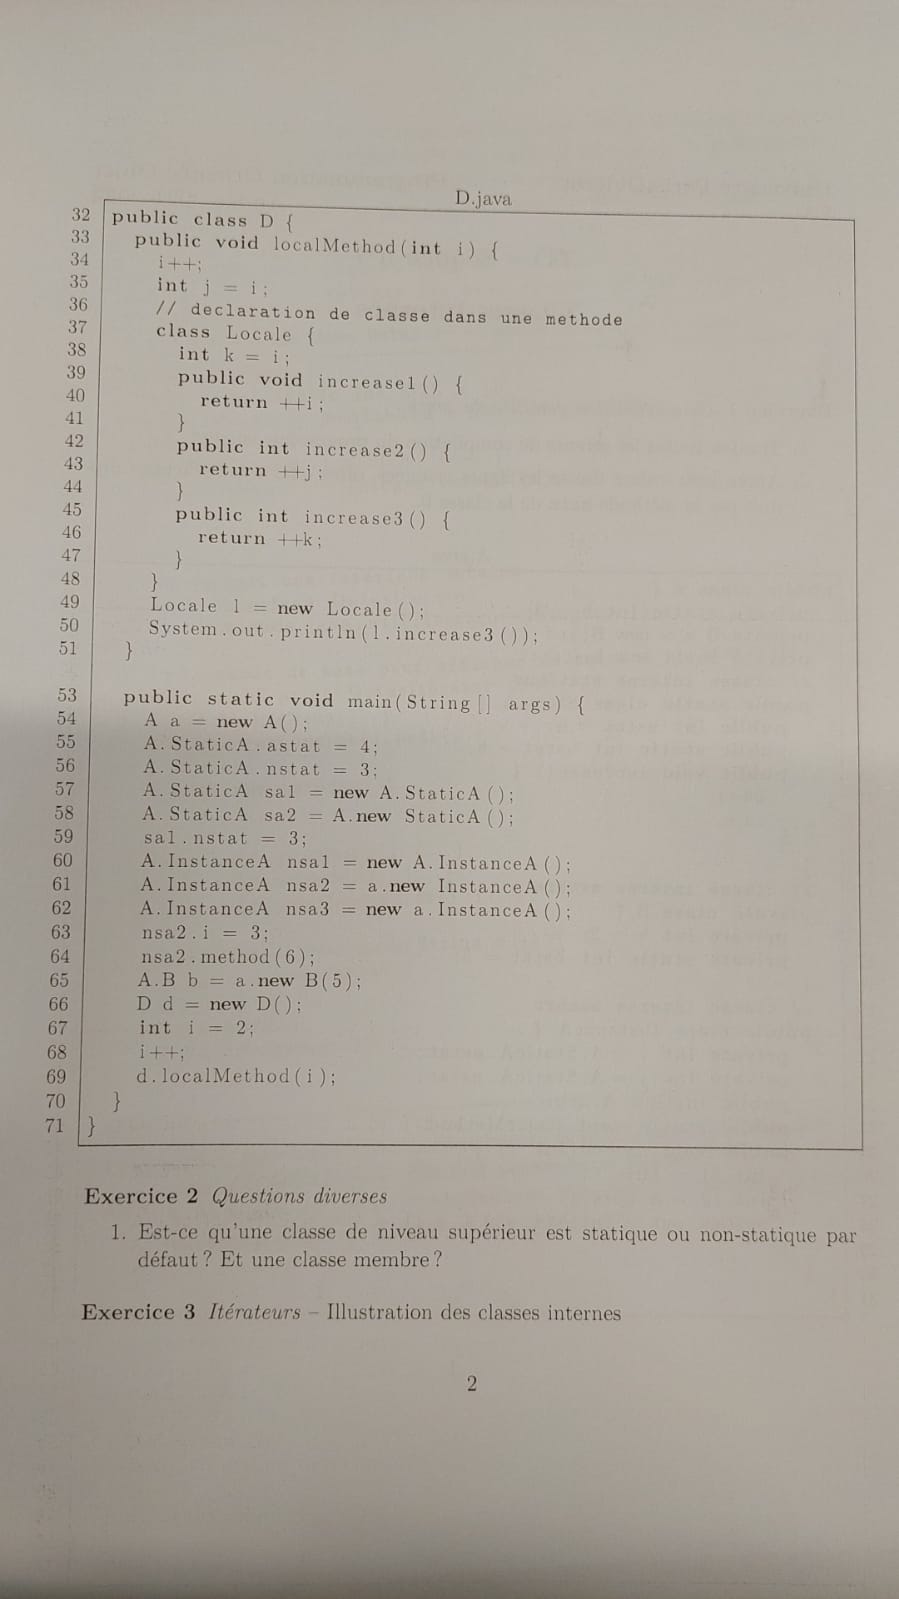 D.java
32 public class D {
33 public void localMethod(int i) {
34 i++;
35 int j = i;
36 // declaration de classe dans une methode
37 class Locale {
38 int k = i;
39 public void increase1() {
40 return ++i;
41 }
42 public int increase2() {
43 return ++j;
44 }
45 public int increase3() {
46 return ++k;
47 }
48 }
49 Locale l = new Locale();
50 System.out.println(l.increase3());
51 }
53 public static void main(String[] args) {
54 A a = new A();
55 A.StaticA.astat = 4;
56 A.StaticA.nstat = 3;
57 A.StaticA sa1 = new A.StaticA();
58 A.StaticA sa2 = A.new StaticA();
59 sa1.nstat = 3;
60 A.InstanceA nsa1 = new A.InstanceA();
61 A.InstanceA nsa2 = a.new InstanceA();
62 A.InstanceA nsa3 = new a.InstanceA();
63 nsa2.i = 3;
64 nsa2.method(6);
65 A.B b = a.new B(5);
66 D d = new D();
67 int i = 2;
68 i++;
69 d.localMethod(i);
70 }
71 }
Exercice 2 Questions diverses
1. Est-ce qu'une classe de niveau supérieur est statique ou non-statique par
défaut ? Et une classe membre ?
Exercice 3 Itérateurs – Illustration des classes internes
2